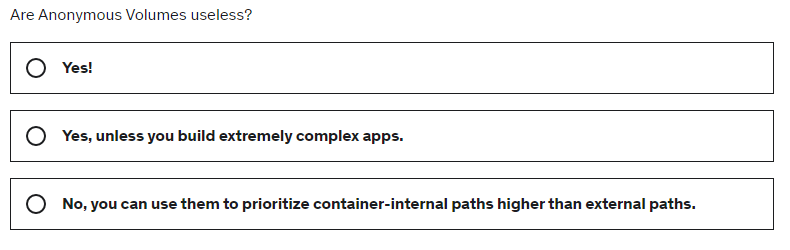 Are Anonymous Volumes useless?
Yes!
Yes, unless you build extremely complex apps.
No, you can use them to prioritize container-internal paths higher than external paths.